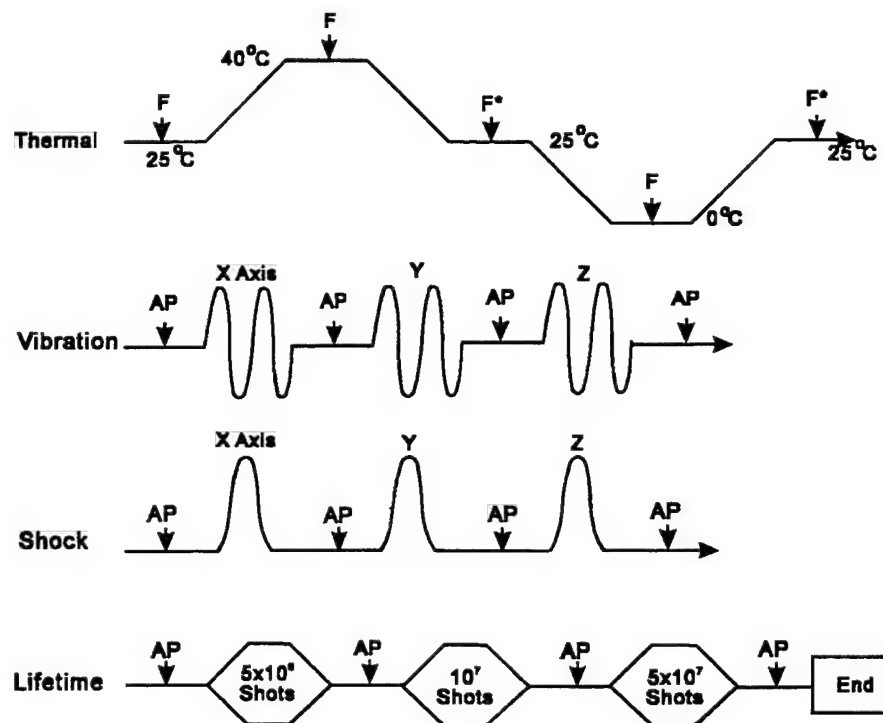 F
40°C
F
F*
F*
Thermal
25°C
25°C
25°C
F
0°C
X Axis
Y
Z
AP
AP
AP
AP
Vibration
X Axis
Y
Z
AP
AP
AP
AP
Shock
AP
AP
AP
AP
Lifetime
5x10⁶
Shots
10⁷
Shots
5x10⁷
Shots
End